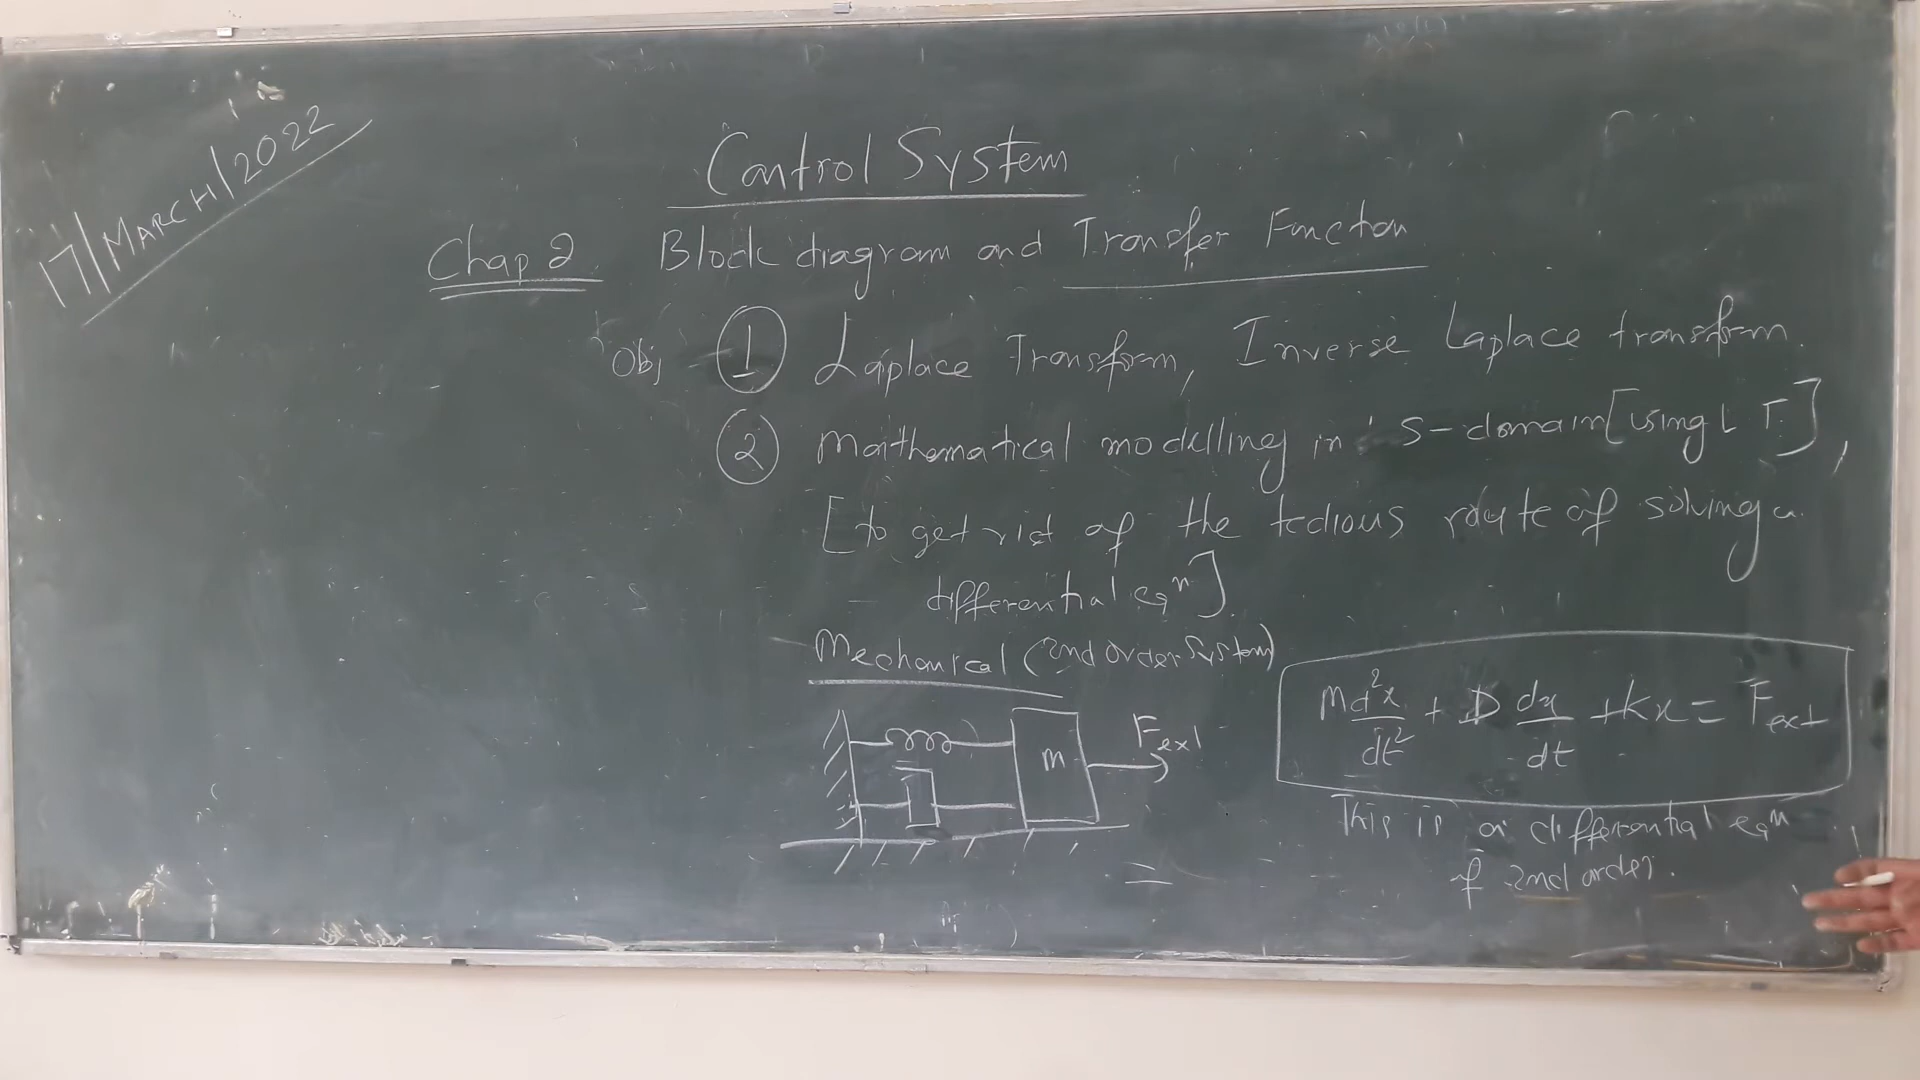 17/MARCH/2022
Control System
Chap 2 Block diagram and Transfer Function
Obj ① Laplace Transform, Inverse Laplace transform.
② Mathematical modelling in S-domain [using L T],
[to get rid of the tedious route of solving a
differential eqⁿ].
Mechanical (2nd order System)
M d²x/dt² + D dx/dt + kx = F ext
F ext
m
This is a differential eqⁿ
of 2nd order.